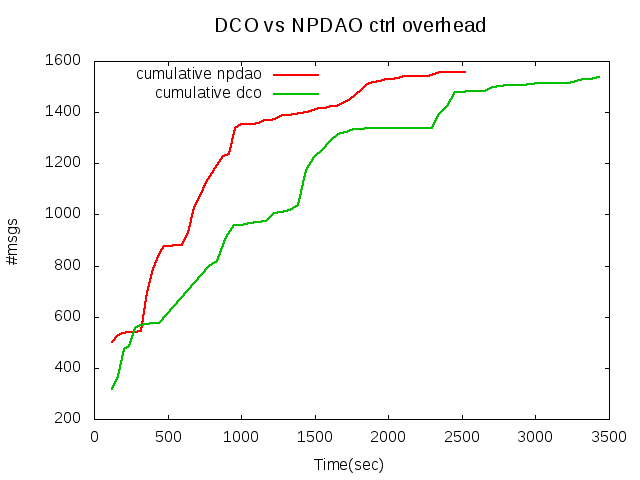 DCO vs NPDAO ctrl overhead
cumulative npdao
cumulative dco
#msgs
1600
1400
1200
1000
800
600
400
200
0 500 1000 1500 2000 2500 3000 3500
Time(sec)